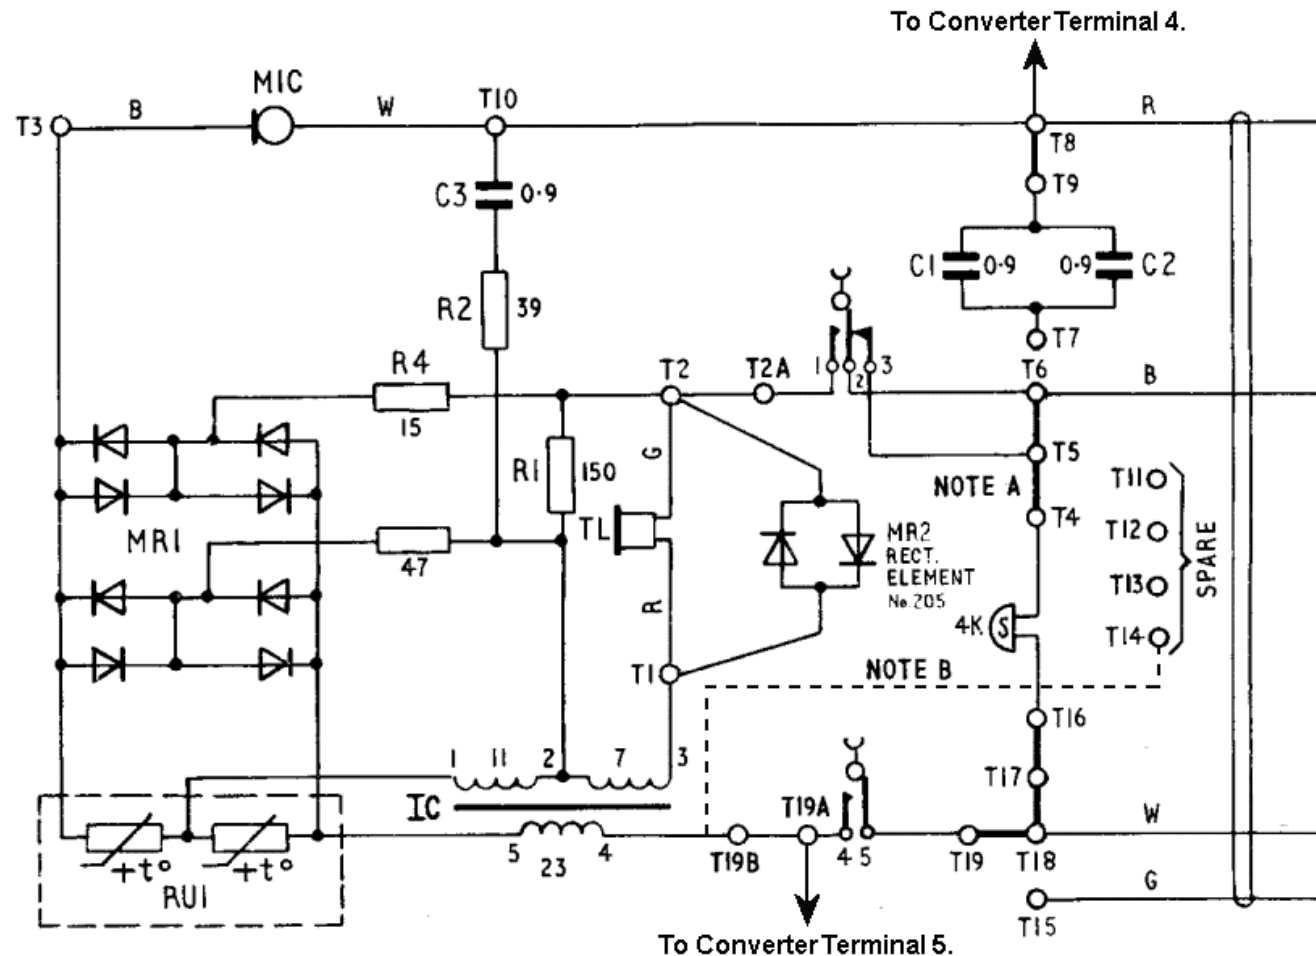 To Converter Terminal 4.
MIC
T3 B W T10 R
T8
T9
C3 0·9
C1 0·9 0·9 C2
R2 39
T7
R4 T2 T2A 1 2 3 T6 B
15
G
T5
R1 150
NOTE A
T11
T4
TL
MR2
RECT.
ELEMENT
No. 205
T12
MR1
47
SPARE
T13
R
4K S
T14
T1
NOTE B
T16
1 11 2 7 3
T17
IC
T19A
W
+t° +t°
5 23 4
T19B
4 5
T19 T18
RU1
G
T15
To Converter Terminal 5.